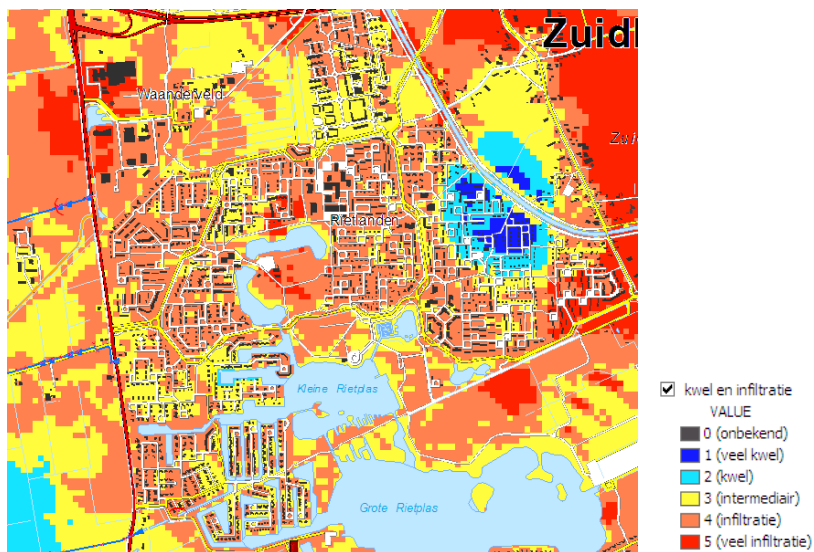 Zuidl
Waanderveld
Zuid
Rietlanden
Kleine Rietplas
Grote Rietplas
kwel en infiltratie
VALUE
0 (onbekend)
1 (veel kwel)
2 (kwel)
3 (intermediair)
4 (infiltratie)
5 (veel infiltratie)